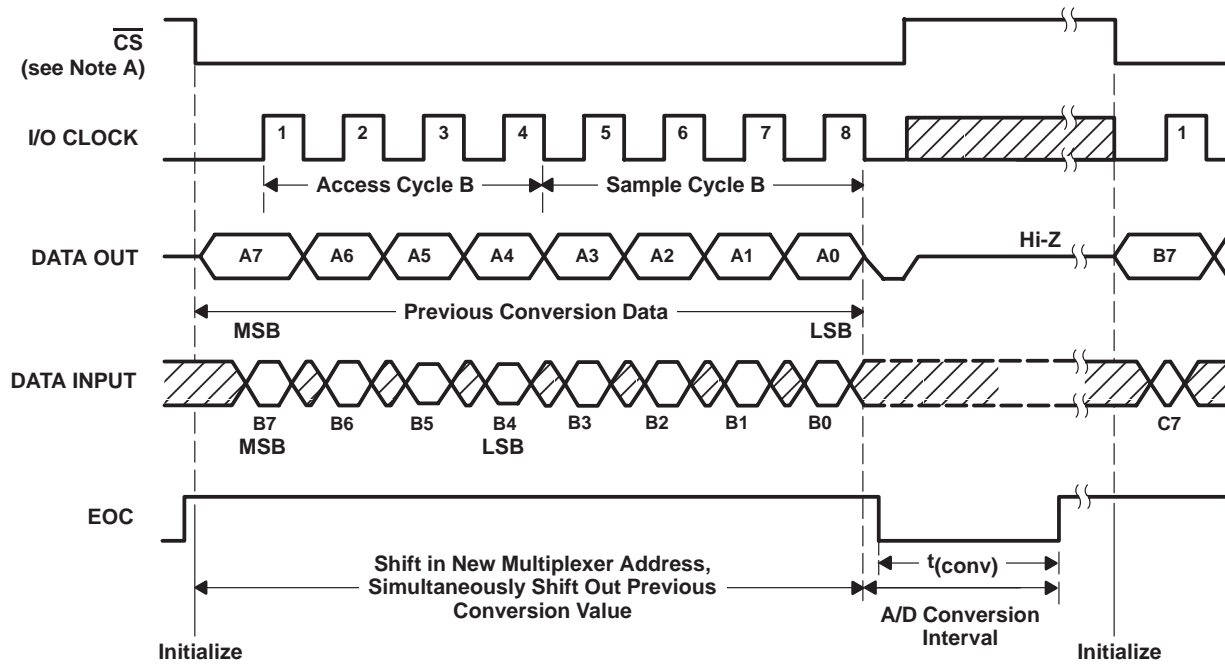 CS
(see Note A)
I/O CLOCK
1 2 3 4 5 6 7 8 1
Access Cycle B Sample Cycle B
DATA OUT
A7 A6 A5 A4 A3 A2 A1 A0 Hi-Z B7
Previous Conversion Data
MSB LSB
DATA INPUT
B7 B6 B5 B4 B3 B2 B1 B0 C7
MSB LSB
EOC
Shift in New Multiplexer Address,
Simultaneously Shift Out Previous
Conversion Value
t(conv)
A/D Conversion
Interval
Initialize Initialize